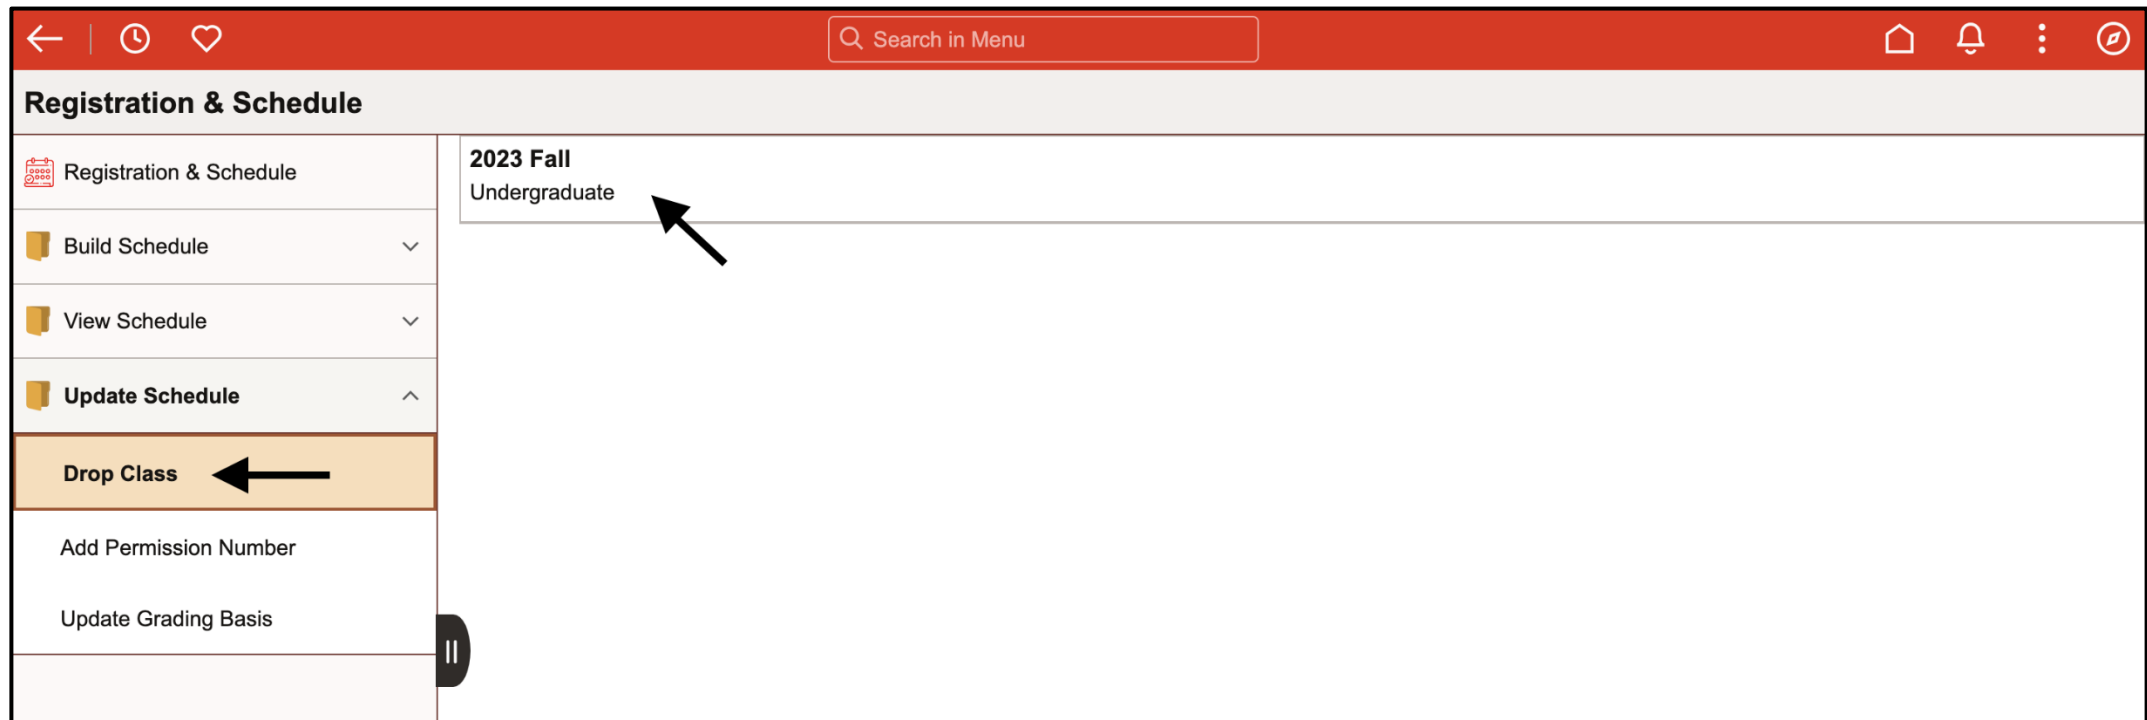 Search in Menu
Registration & Schedule
Registration & Schedule
Build Schedule
View Schedule
Update Schedule
Drop Class
Add Permission Number
Update Grading Basis
2023 Fall
Undergraduate